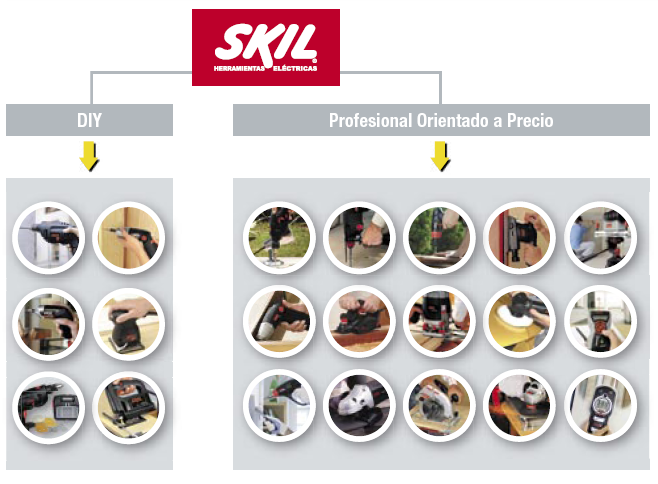 SKIL®
HERRAMIENTAS ELÉCTRICAS
DIY
Profesional Orientado a Precio